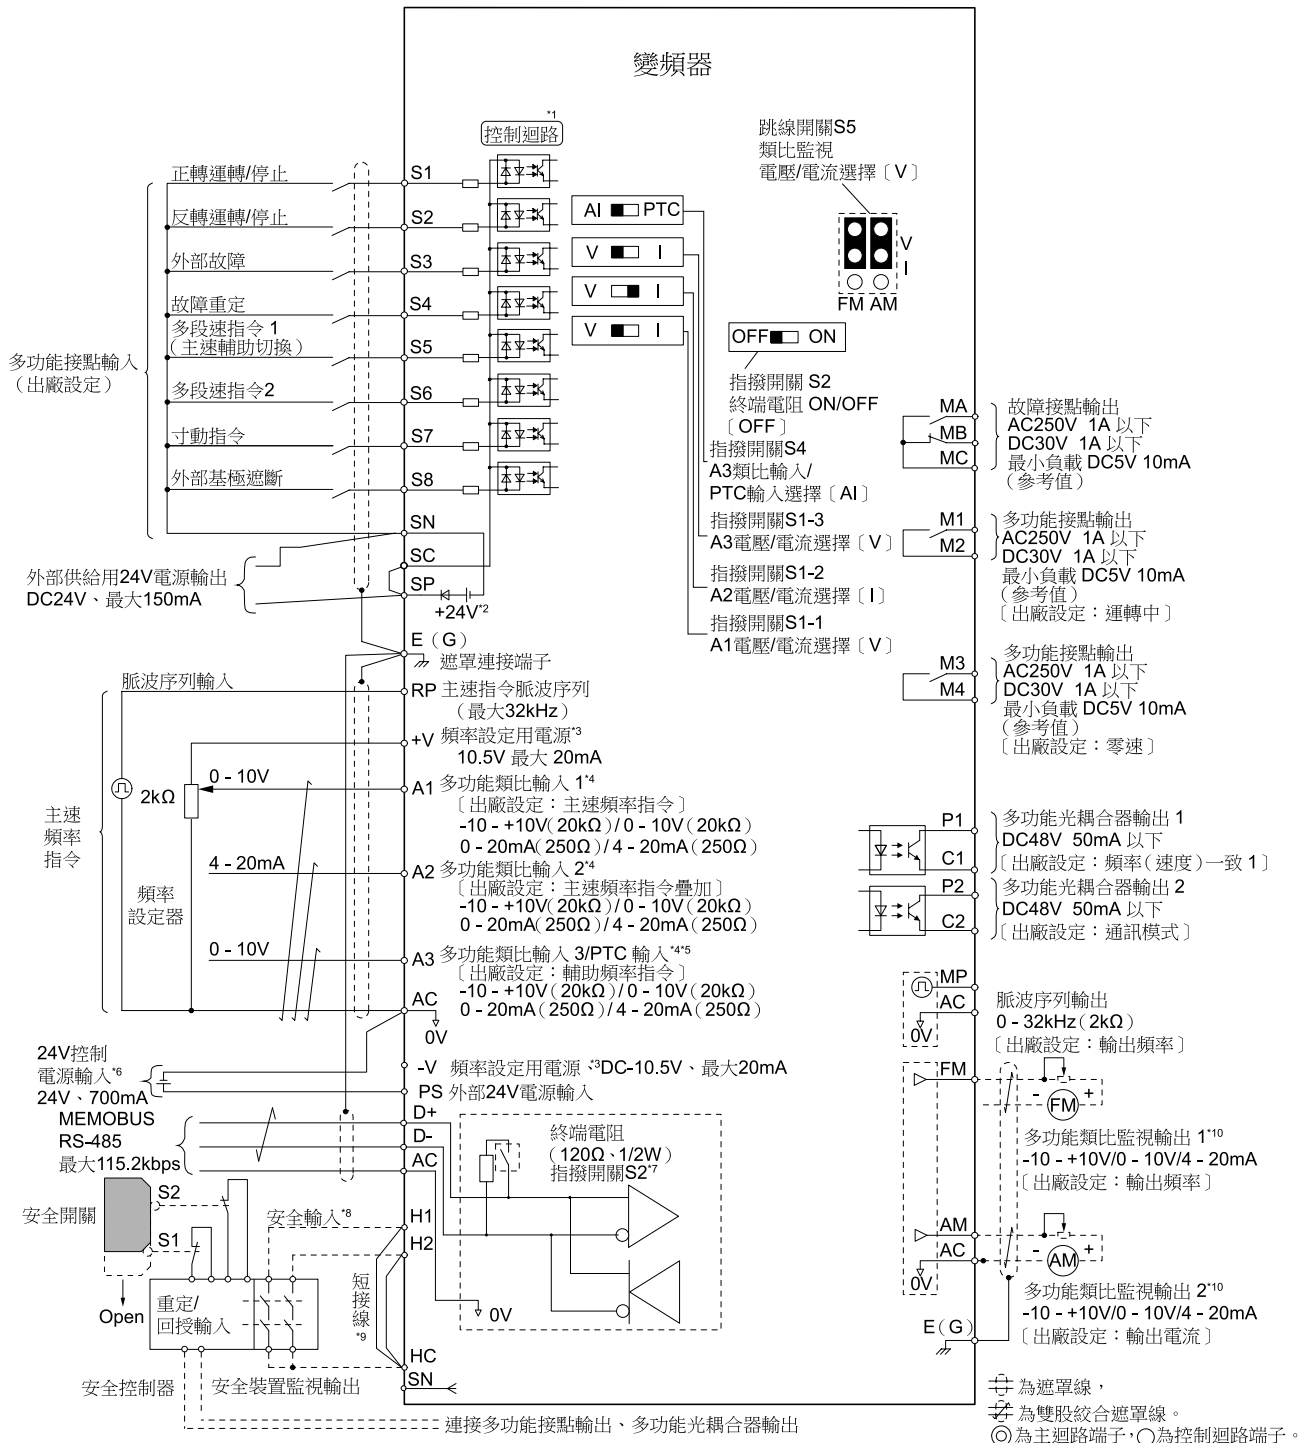 變頻器
*1
控制迴路
跳線開關S5
類比監視
電壓/電流選擇〔V〕
V
I
FM AM
正轉運轉/停止
S1
反轉運轉/停止
S2
外部故障
S3
故障重定
S4
多段速指令 1
（主速輔助切換）
S5
多段速指令2
S6
寸動指令
S7
外部基極遮斷
S8
多功能接點輸入
（出廠設定）
AI PTC
V I
V I
V I
OFF ON
指撥開關 S2
終端電阻 ON/OFF
〔OFF〕
指撥開關S4
A3類比輸入/
PTC輸入選擇〔AI〕
指撥開關S1-3
A3電壓/電流選擇〔V〕
指撥開關S1-2
A2電壓/電流選擇〔I〕
指撥開關S1-1
A1電壓/電流選擇〔V〕
SN
SC
SP
+24V*2
外部供給用24V電源輸出
DC24V、最大150mA
E（G）
遮罩連接端子
脈波序列輸入
RP 主速指令脈波序列
（最大32kHz）
+V 頻率設定用電源*3
10.5V 最大 20mA
主速
頻率
指令
2kΩ
0 - 10V
A1 多功能類比輸入 1*4
〔出廠設定：主速頻率指令〕
-10 - +10V（20kΩ）/ 0 - 10V（20kΩ）
0 - 20mA（250Ω）/ 4 - 20mA（250Ω）
4 - 20mA
A2 多功能類比輸入 2*4
〔出廠設定：主速頻率指令疊加〕
-10 - +10V（20kΩ）/ 0 - 10V（20kΩ）
0 - 20mA（250Ω）/ 4 - 20mA（250Ω）
頻率
設定器
0 - 10V
A3 多功能類比輸入 3/PTC 輸入*4*5
〔出廠設定：輔助頻率指令〕
-10 - +10V（20kΩ）/ 0 - 10V（20kΩ）
0 - 20mA（250Ω）/ 4 - 20mA（250Ω）
AC
0V
-V 頻率設定用電源、*3DC-10.5V、最大20mA
PS 外部24V電源輸入
24V控制
電源輸入*6
24V、700mA
MEMOBUS
RS-485
最大115.2kbps
D+
D-
AC
終端電阻
（120Ω、1/2W）
指撥開關S2*7
0V
安全開關
S2
S1
Open
重定/
回授輸入
安全輸入*8
H1
H2
短接線*9
HC
SN
安全控制器
安全裝置監視輸出
連接多功能接點輸出、多功能光耦合器輸出
MA
MB
MC
故障接點輸出
AC250V 1A 以下
DC30V 1A 以下
最小負載 DC5V 10mA
（參考值）
M1
M2
多功能接點輸出
AC250V 1A 以下
DC30V 1A 以下
最小負載 DC5V 10mA
（參考值）
〔出廠設定：運轉中〕
M3
M4
多功能接點輸出
AC250V 1A 以下
DC30V 1A 以下
最小負載 DC5V 10mA
（參考值）
〔出廠設定：零速〕
P1
C1
多功能光耦合器輸出 1
DC48V 50mA 以下
〔出廠設定：頻率（速度）一致 1〕
P2
C2
多功能光耦合器輸出 2
DC48V 50mA 以下
〔出廠設定：通訊模式〕
MP
AC
0V
脈波序列輸出
0 - 32kHz（2kΩ）
〔出廠設定：輸出頻率〕
FM
- FM +
多功能類比監視輸出 1*10
-10 - +10V/0 - 10V/4 - 20mA
〔出廠設定：輸出頻率〕
AM
AC
0V
- AM +
多功能類比監視輸出 2*10
-10 - +10V/0 - 10V/4 - 20mA
〔出廠設定：輸出電流〕
E（G）
為遮罩線，
為雙股絞合遮罩線。
◎為主迴路端子，○為控制迴路端子。